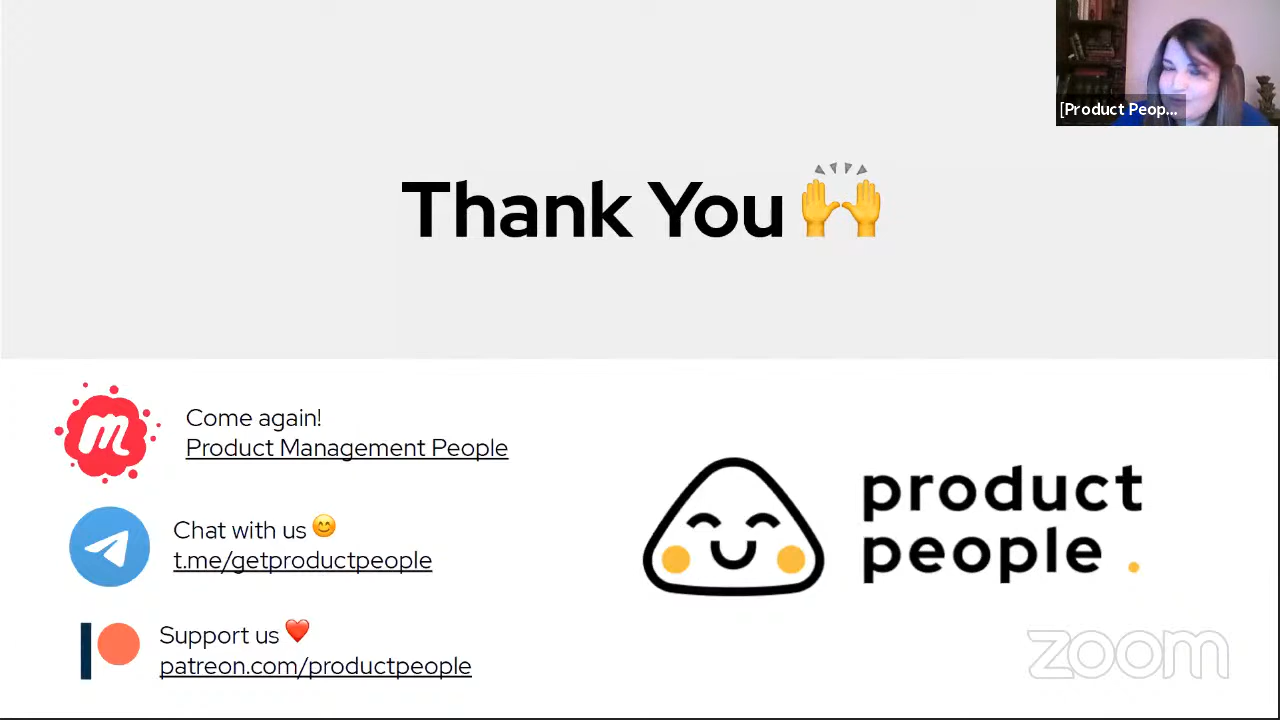 [Product Peop...
Thank You 🙌
Come again!
Product Management People
Chat with us 😊
t.me/getproductpeople
Support us ❤️
patreon.com/productpeople
product
people .
zoom